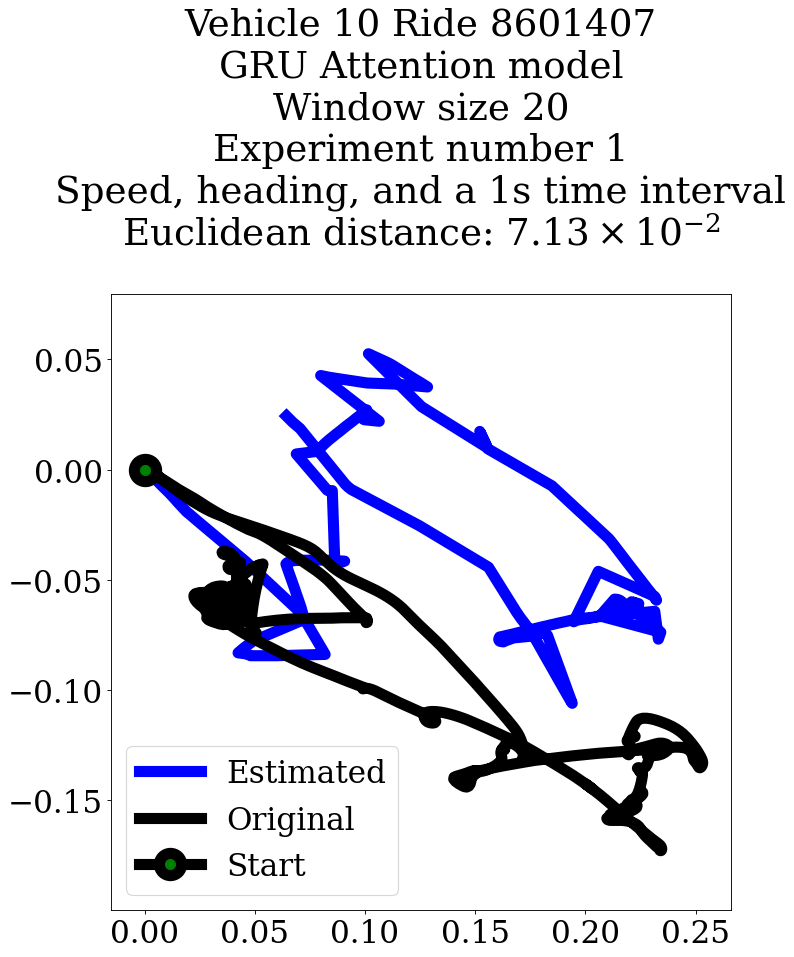 Vehicle 10 Ride 8601407
GRU Attention model
Window size 20
Experiment number 1
Speed, heading, and a 1s time interval
Euclidean distance: 7.13 × 10⁻²
0.05
0.00
−0.05
−0.10
−0.15
Estimated
Original
Start
0.00 0.05 0.10 0.15 0.20 0.25